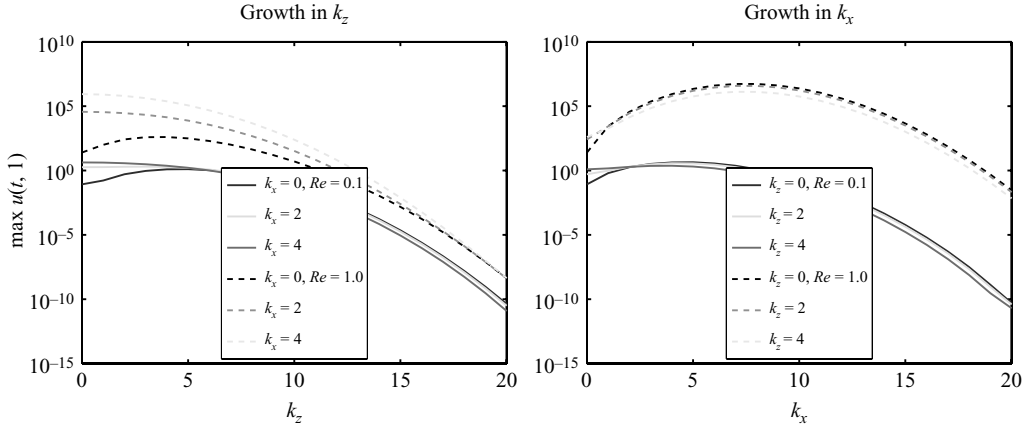 Growth in k_z
Growth in k_x
max u(t, 1)
10^10
10^5
10^0
10^−5
10^−10
10^−15
0
5
10
15
20
k_z
k_x = 0, Re = 0.1
k_x = 2
k_x = 4
k_x = 0, Re = 1.0
k_x = 2
k_x = 4
10^10
10^5
10^0
10^−5
10^−10
10^−15
0
5
10
15
20
k_x
k_z = 0, Re = 0.1
k_z = 2
k_z = 4
k_z = 0, Re = 1.0
k_z = 2
k_z = 4